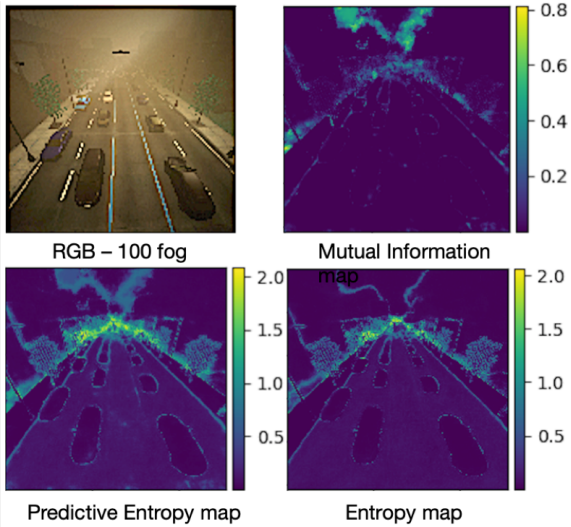 0.8
0.6
0.4
0.2
RGB – 100 fog
Mutual Information
map
2.0
1.5
1.0
0.5
2.0
1.5
1.0
0.5
Predictive Entropy map
Entropy map